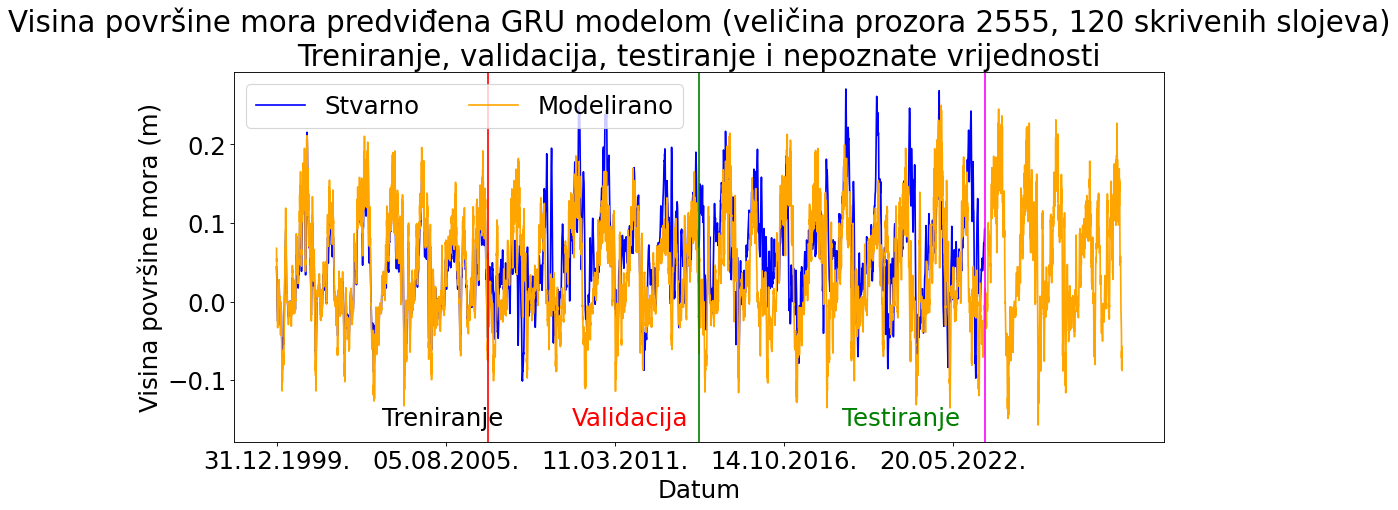 Visina površine mora predviđena GRU modelom (veličina prozora 2555, 120 skrivenih slojeva)
Treniranje, validacija, testiranje i nepoznate vrijednosti
Stvarno Modelirano
Visina površine mora (m)
0.2
0.1
0.0
−0.1
Treniranje Validacija Testiranje
31.12.1999. 05.08.2005. 11.03.2011. 14.10.2016. 20.05.2022.
Datum